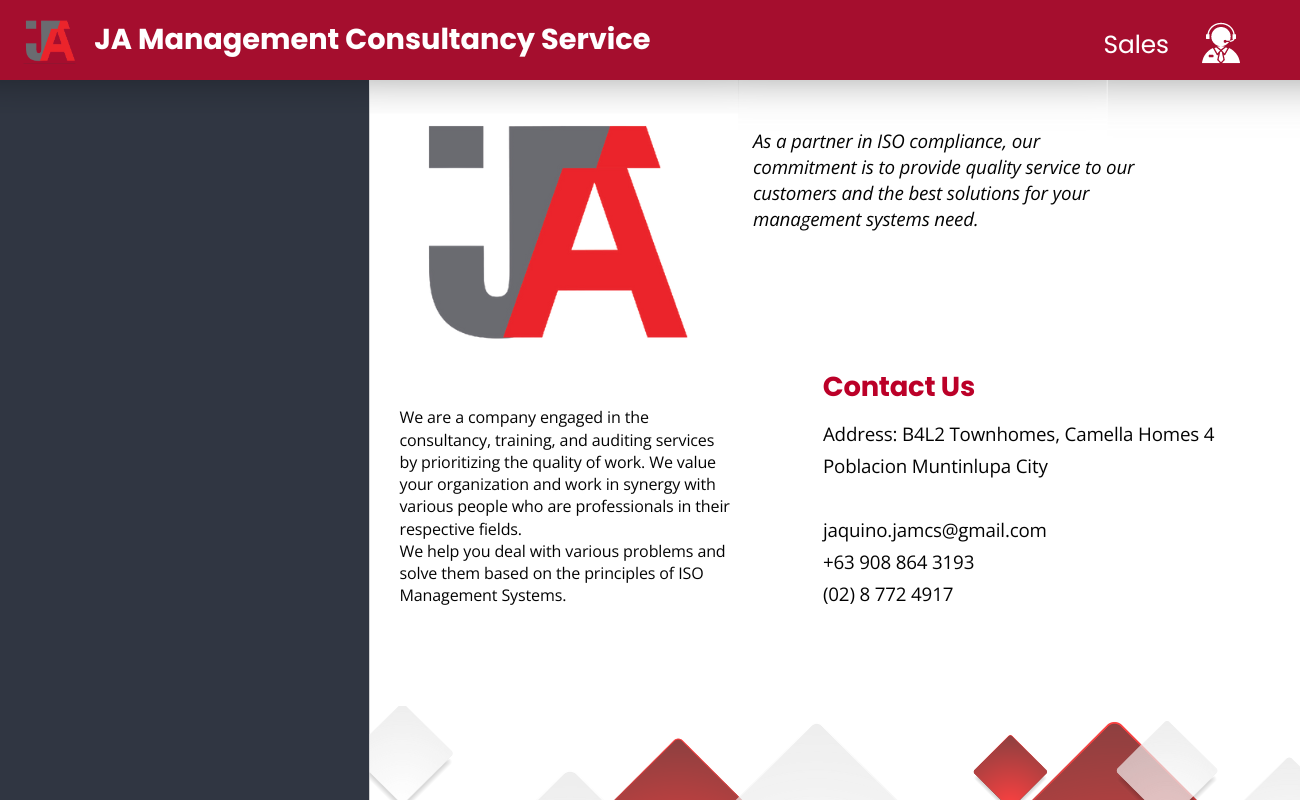 JA Management Consultancy Service
Sales
JA
As a partner in ISO compliance, our
commitment is to provide quality service to our
customers and the best solutions for your
management systems need.
We are a company engaged in the
consultancy, training, and auditing services
by prioritizing the quality of work. We value
your organization and work in synergy with
various people who are professionals in their
respective fields.
We help you deal with various problems and
solve them based on the principles of ISO
Management Systems.
Contact Us
Address: B4L2 Townhomes, Camella Homes 4
Poblacion Muntinlupa City
jaquino.jamcs@gmail.com
+63 908 864 3193
(02) 8 772 4917